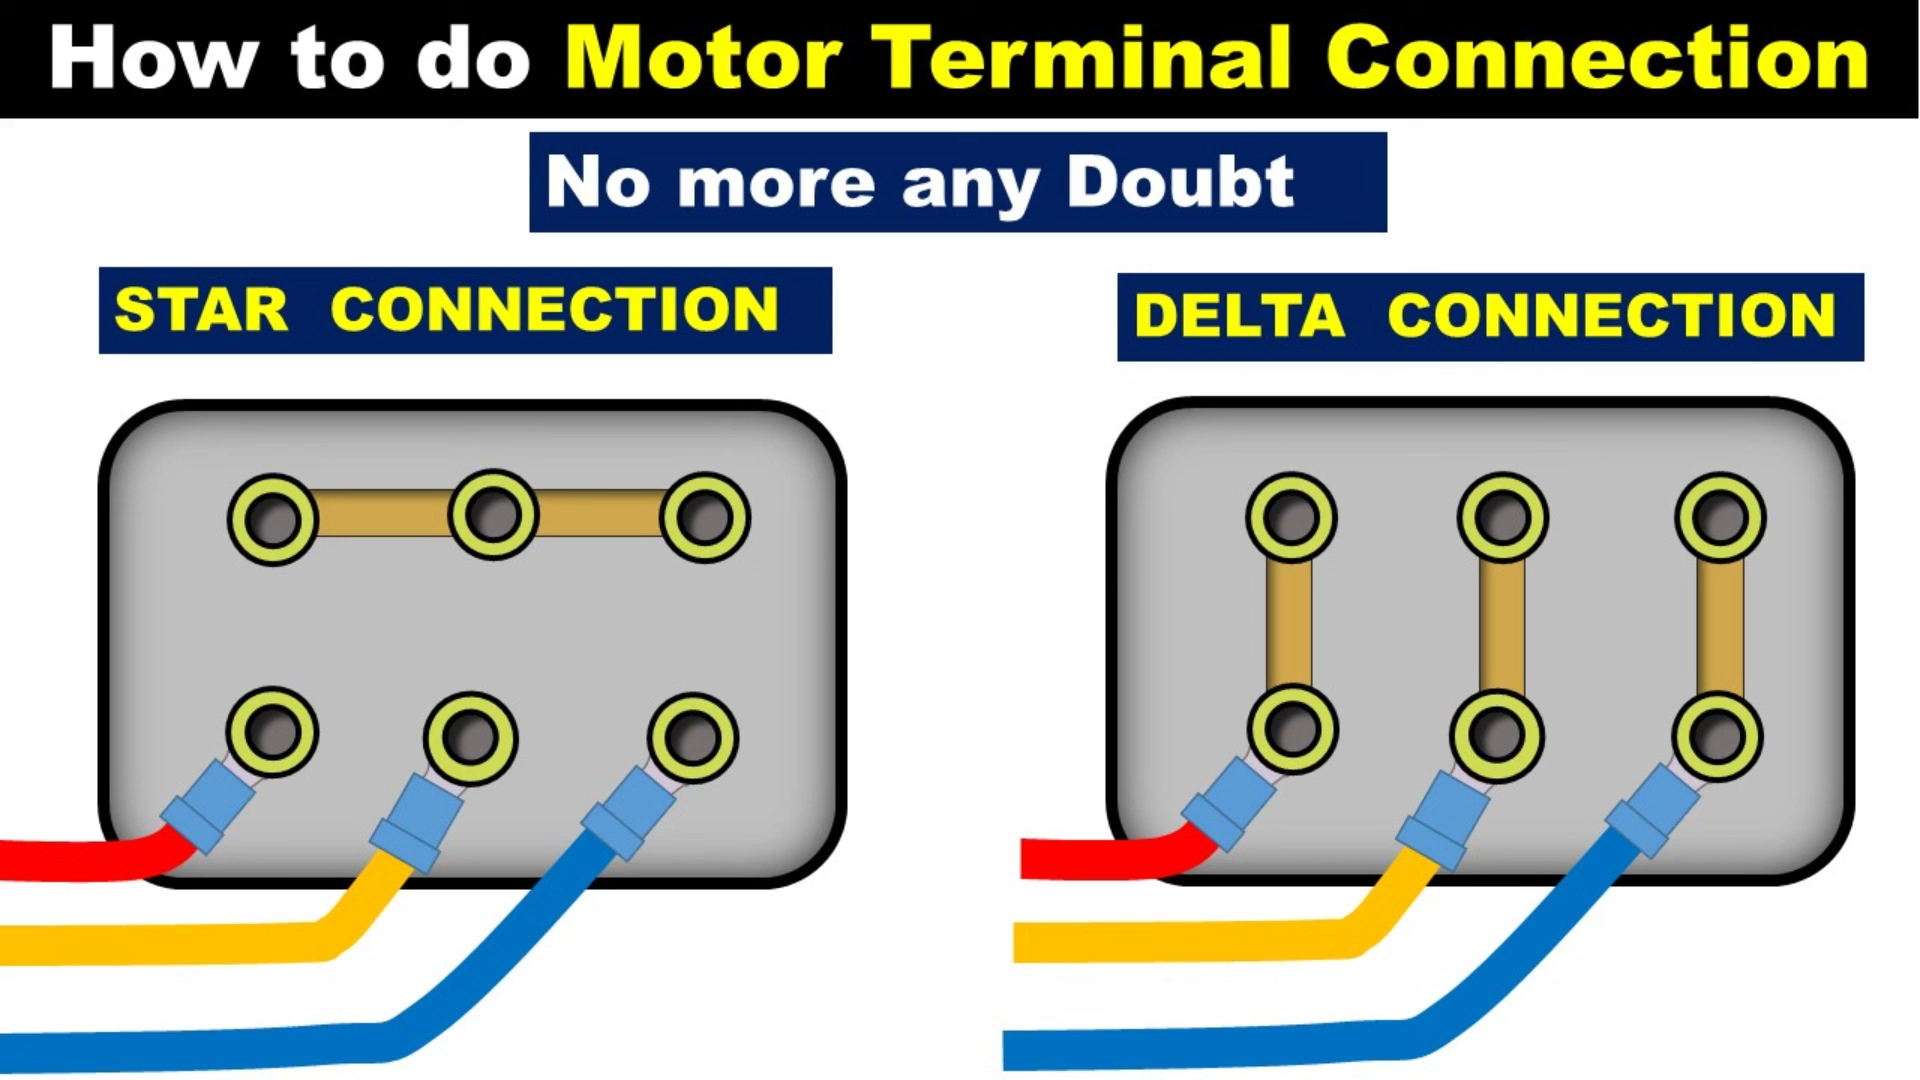 How to do Motor Terminal Connection
No more any Doubt
STAR CONNECTION
DELTA CONNECTION